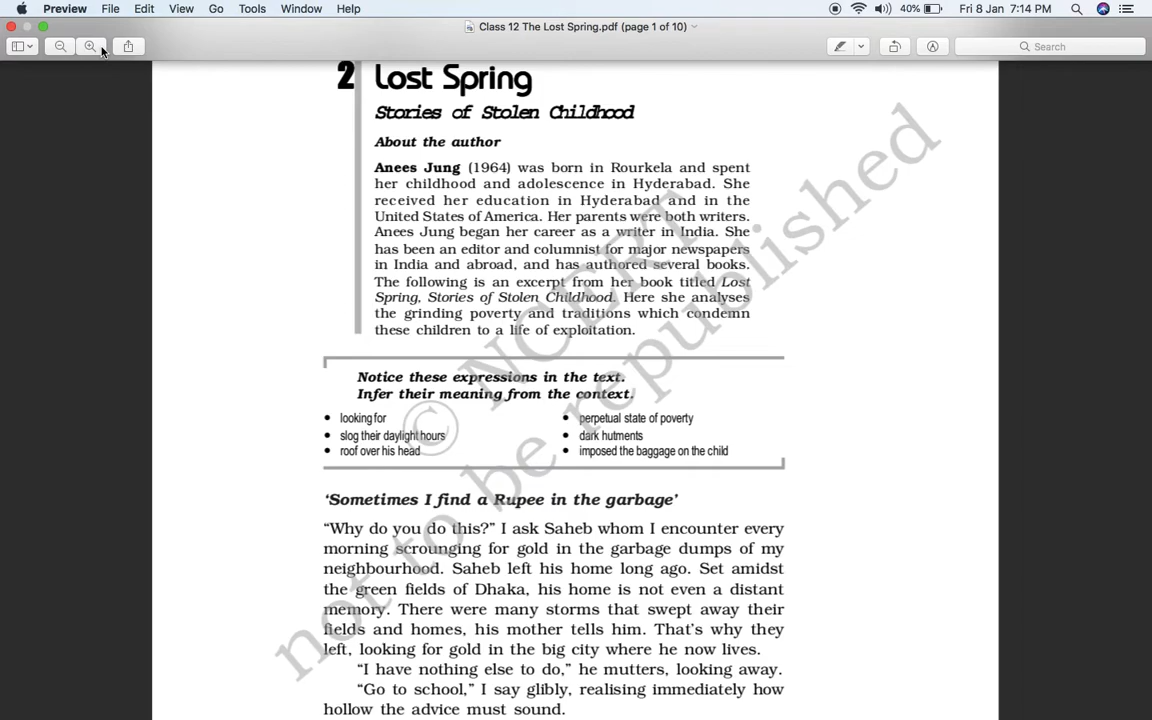 Preview File Edit View Go Tools Window Help 40% Fri 8 Jan 7:14 PM
Class 12 The Lost Spring.pdf (page 1 of 10)
Search
2 Lost Spring
Stories of Stolen Childhood
About the author
Anees Jung (1964) was born in Rourkela and spent
her childhood and adolescence in Hyderabad. She
received her education in Hyderabad and in the
United States of America. Her parents were both writers.
Anees Jung began her career as a writer in India. She
has been an editor and columnist for major newspapers
in India and abroad, and has authored several books.
The following is an excerpt from her book titled Lost
Spring, Stories of Stolen Childhood. Here she analyses
the grinding poverty and traditions which condemn
these children to a life of exploitation.
Notice these expressions in the text.
Infer their meaning from the context.
• looking for
• slog their daylight hours
• roof over his head
• perpetual state of poverty
• dark hutments
• imposed the baggage on the child
‘Sometimes I find a Rupee in the garbage’
“Why do you do this?” I ask Saheb whom I encounter every
morning scrounging for gold in the garbage dumps of my
neighbourhood. Saheb left his home long ago. Set amidst
the green fields of Dhaka, his home is not even a distant
memory. There were many storms that swept away their
fields and homes, his mother tells him. That’s why they
left, looking for gold in the big city where he now lives.
“I have nothing else to do,” he mutters, looking away.
“Go to school,” I say glibly, realising immediately how
hollow the advice must sound.
© NCERT
not to be republished